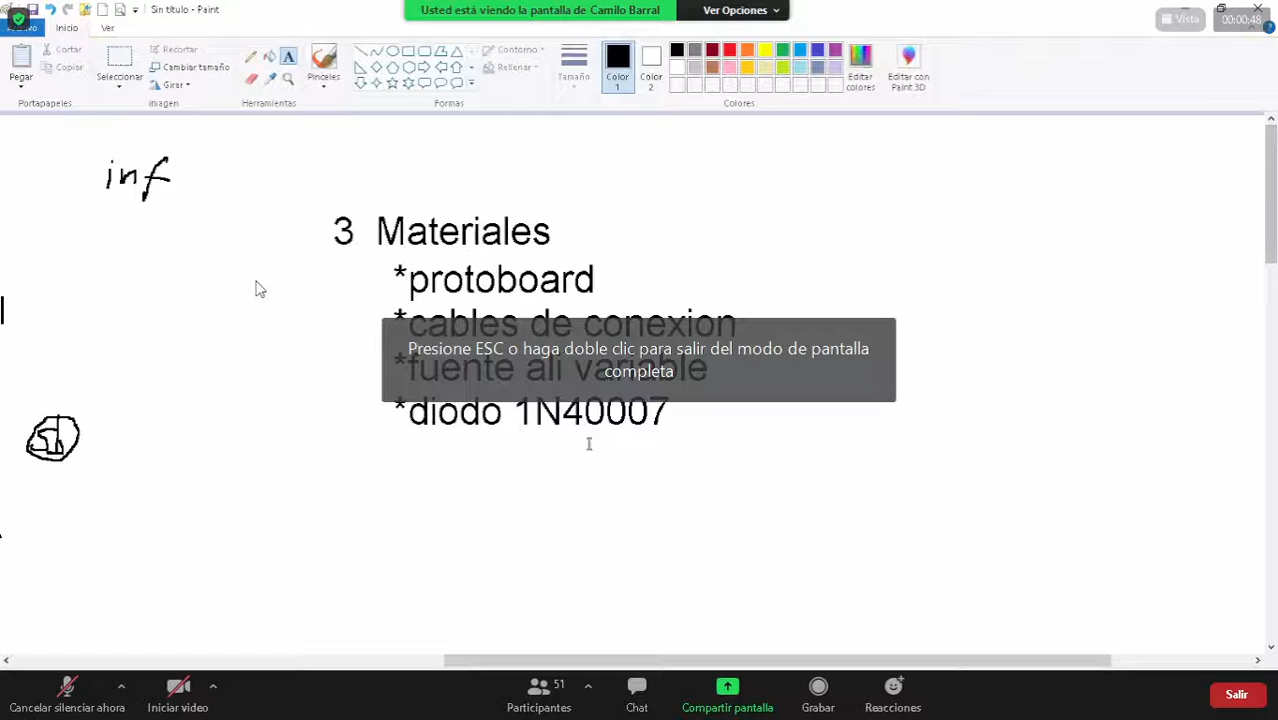 Sin título - Paint
Usted está viendo la pantalla de Camilo Barral
Ver Opciones
Vista
00:00:48
Inicio
Ver
Pegar
Cortar
Copiar
Portapapeles
Recortar
Cambiar tamaño
Girar
imagen
A
Herramientas
Pinceles
Contorno
Rellenar
Formas
Tamaño
Color
1
Color
2
Editar
colores
Editar con
Paint 3D
Colores
inf
3 Materiales
*protoboard
*cables de conexion
*fuente ali variable
*diodo 1N40007
Presione ESC o haga doble clic para salir del modo de pantalla
completa
Cancelar silenciar ahora
Iniciar video
51
Participantes
Chat
Compartir pantalla
Grabar
Reacciones
Salir